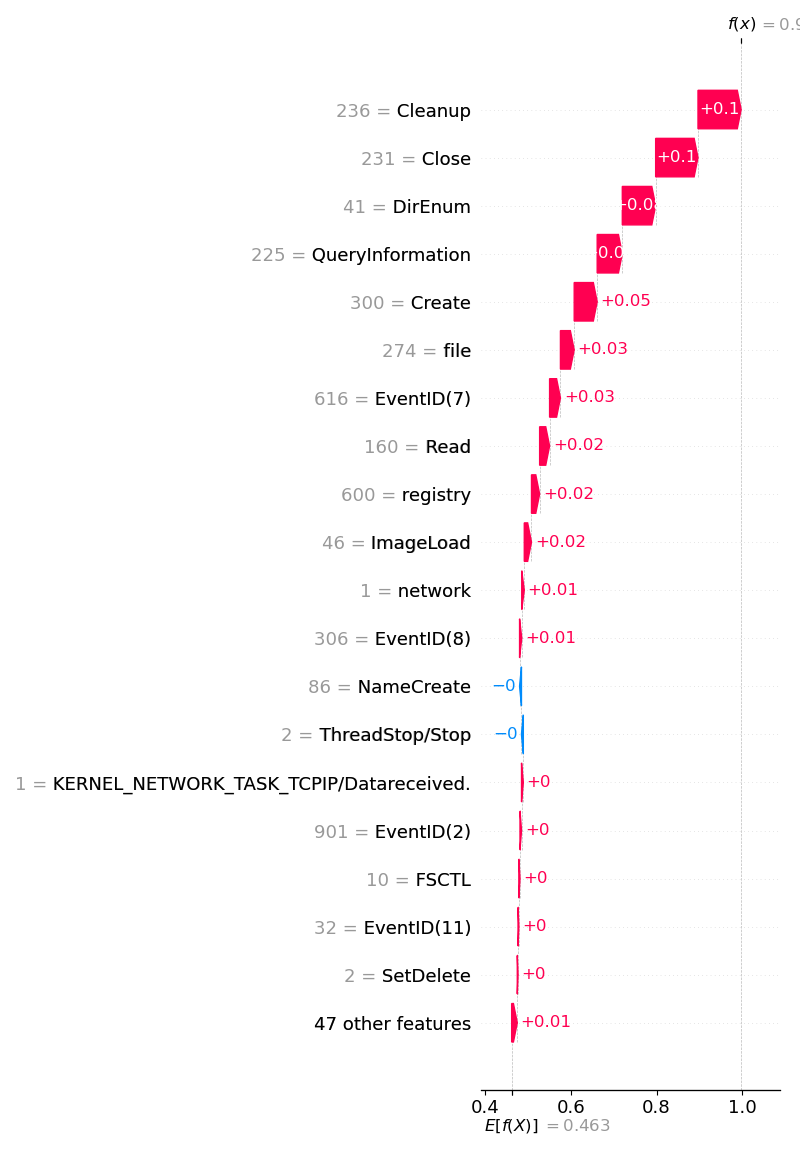 f(x) = 0.9
236 = Cleanup +0.1
231 = Close +0.1
41 = DirEnum +0.0
225 = QueryInformation 0.0
300 = Create +0.05
274 = file +0.03
616 = EventID(7) +0.03
160 = Read +0.02
600 = registry +0.02
46 = ImageLoad +0.02
1 = network +0.01
306 = EventID(8) +0.01
86 = NameCreate −0
2 = ThreadStop/Stop −0
1 = KERNEL_NETWORK_TASK_TCPIP/Datareceived. +0
901 = EventID(2) +0
10 = FSCTL +0
32 = EventID(11) +0
2 = SetDelete +0
47 other features +0.01
0.4 0.6 0.8 1.0
E[f(X)] = 0.463